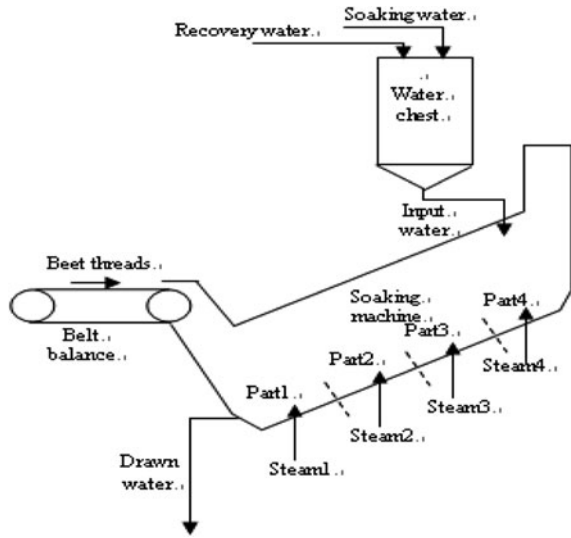 Soaking water.
Recovery water.
Water
chest.
Input
water.
Beet threads.
Belt
balance.
Soaking
machine.
Part4.
Part3.
Part2.
Part1.
Steam4.
Steam3.
Steam2.
Steam1.
Drawn
water.